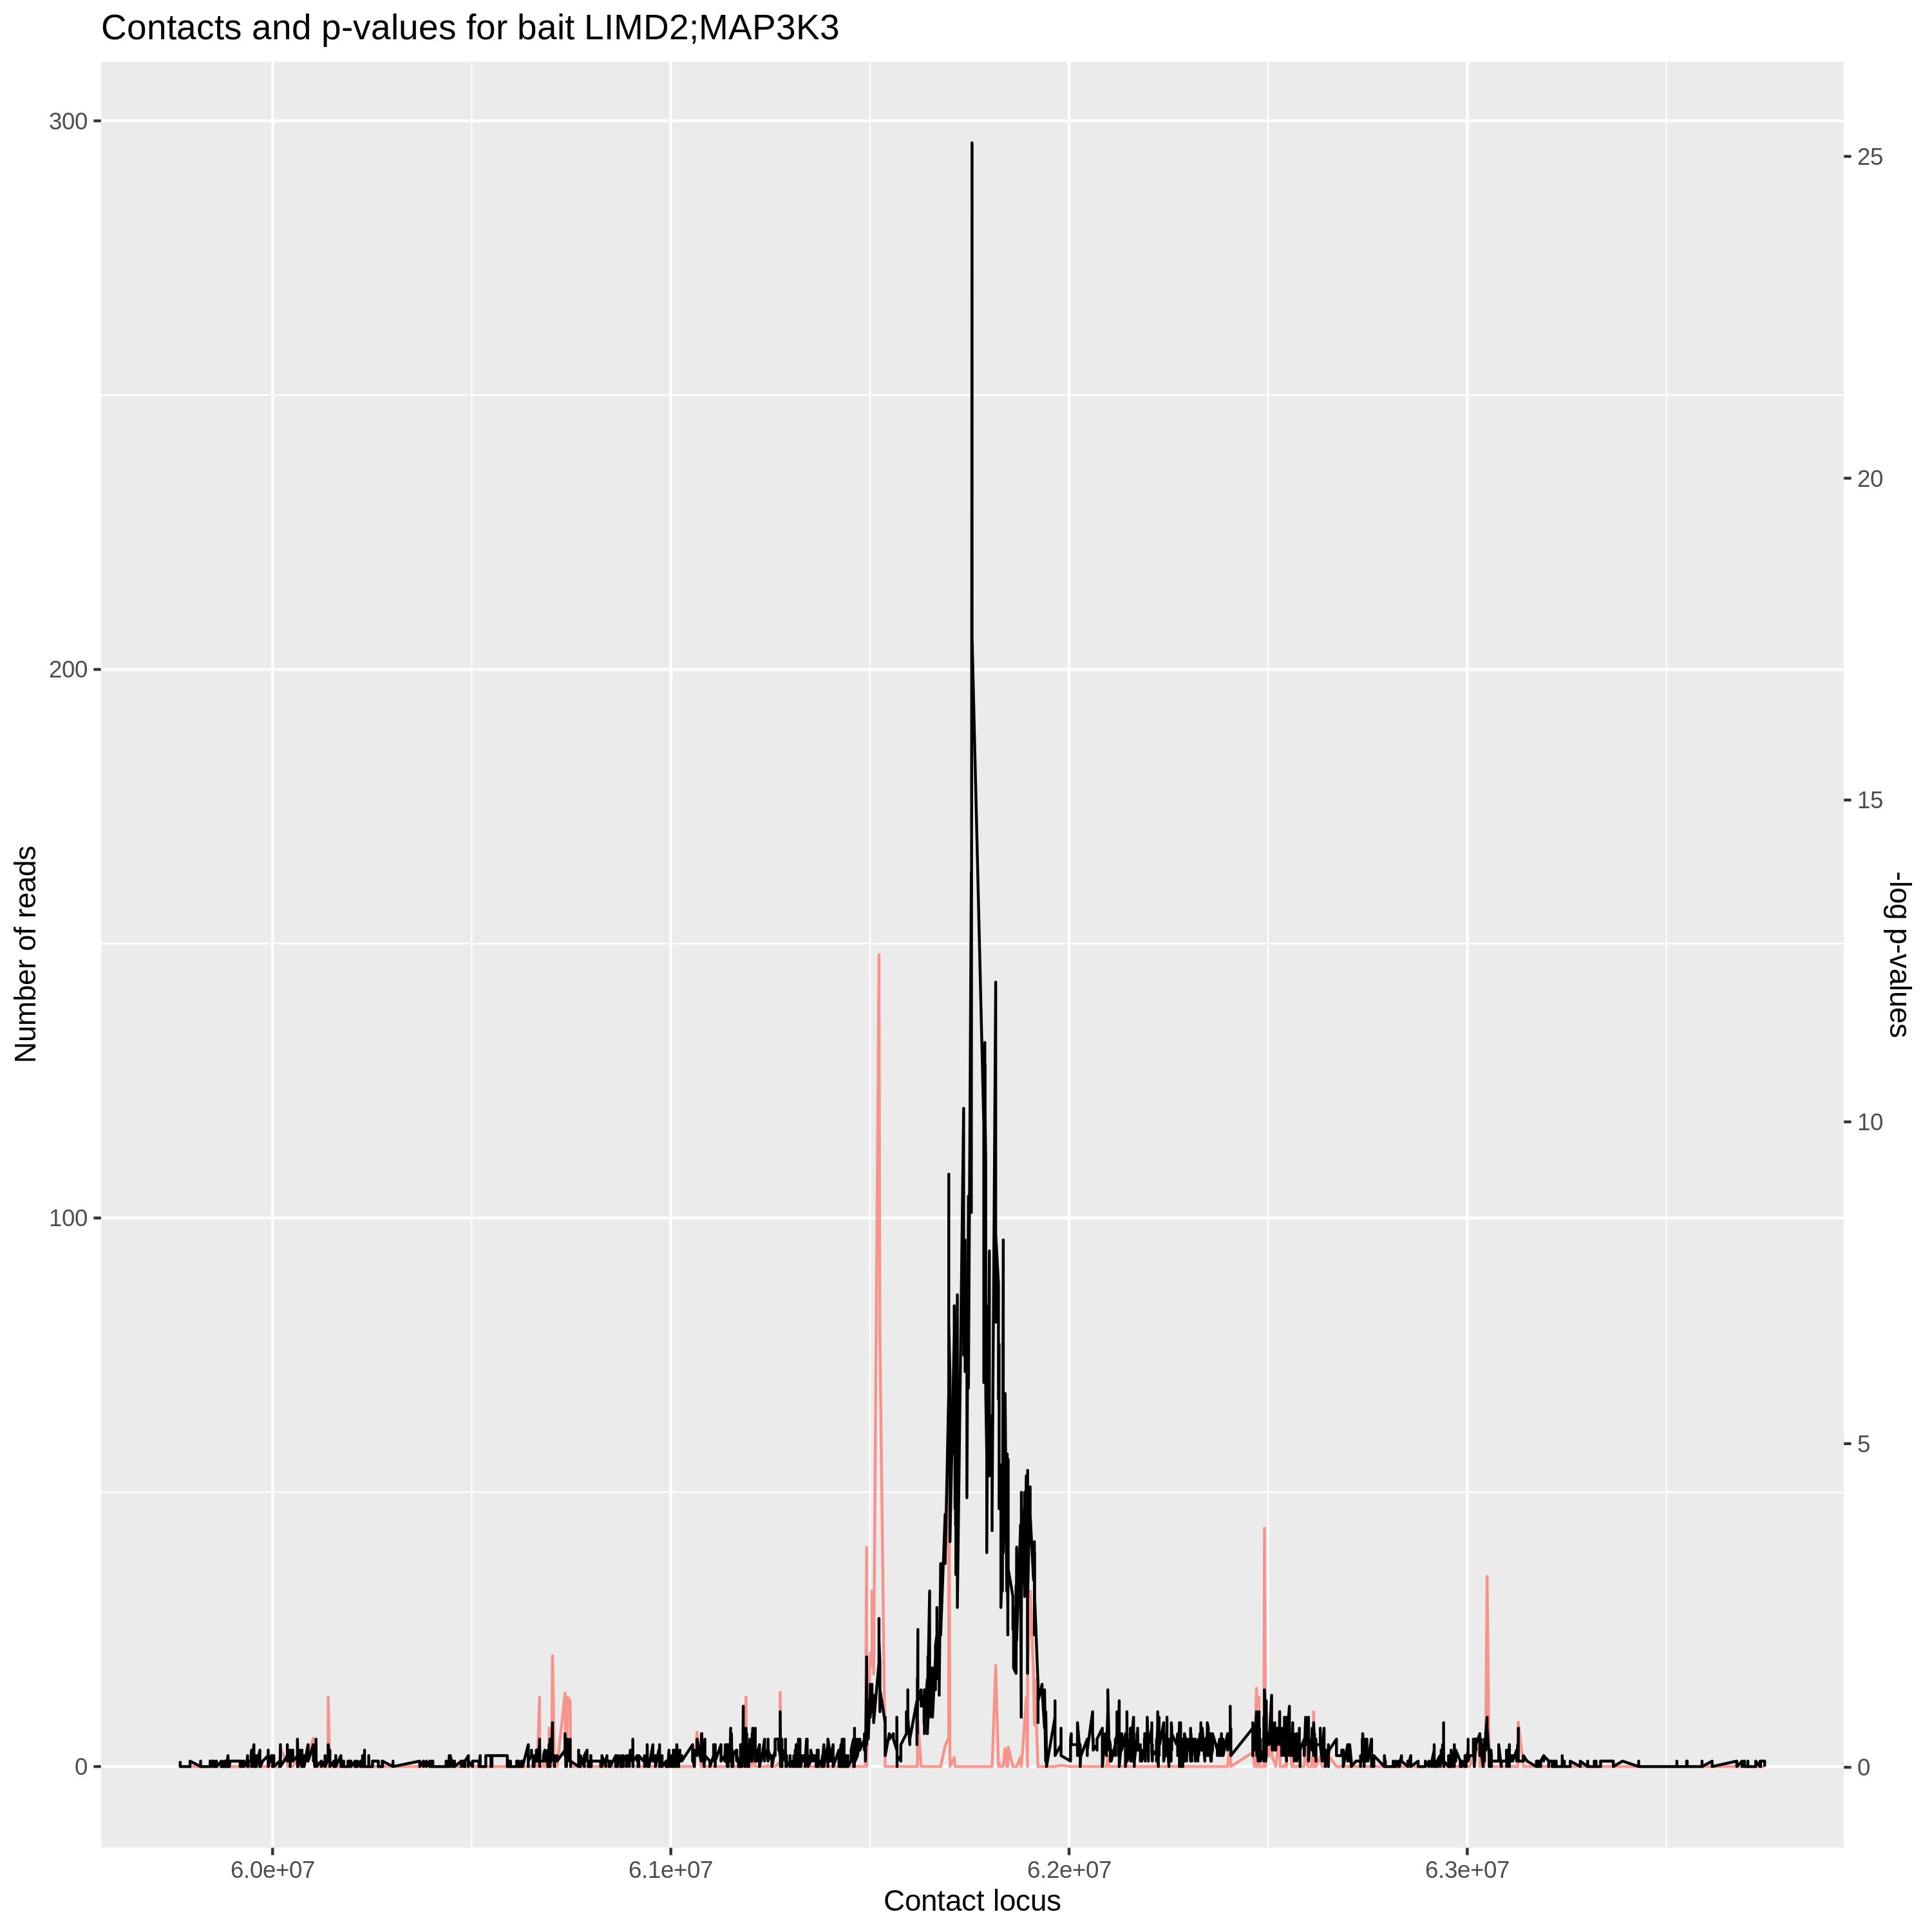 Contacts and p-values for bait LIMD2;MAP3K3
300
200
100
0
Number of reads
25
20
15
10
5
0
-log p-values
6.0e+07
6.1e+07
6.2e+07
6.3e+07
Contact locus